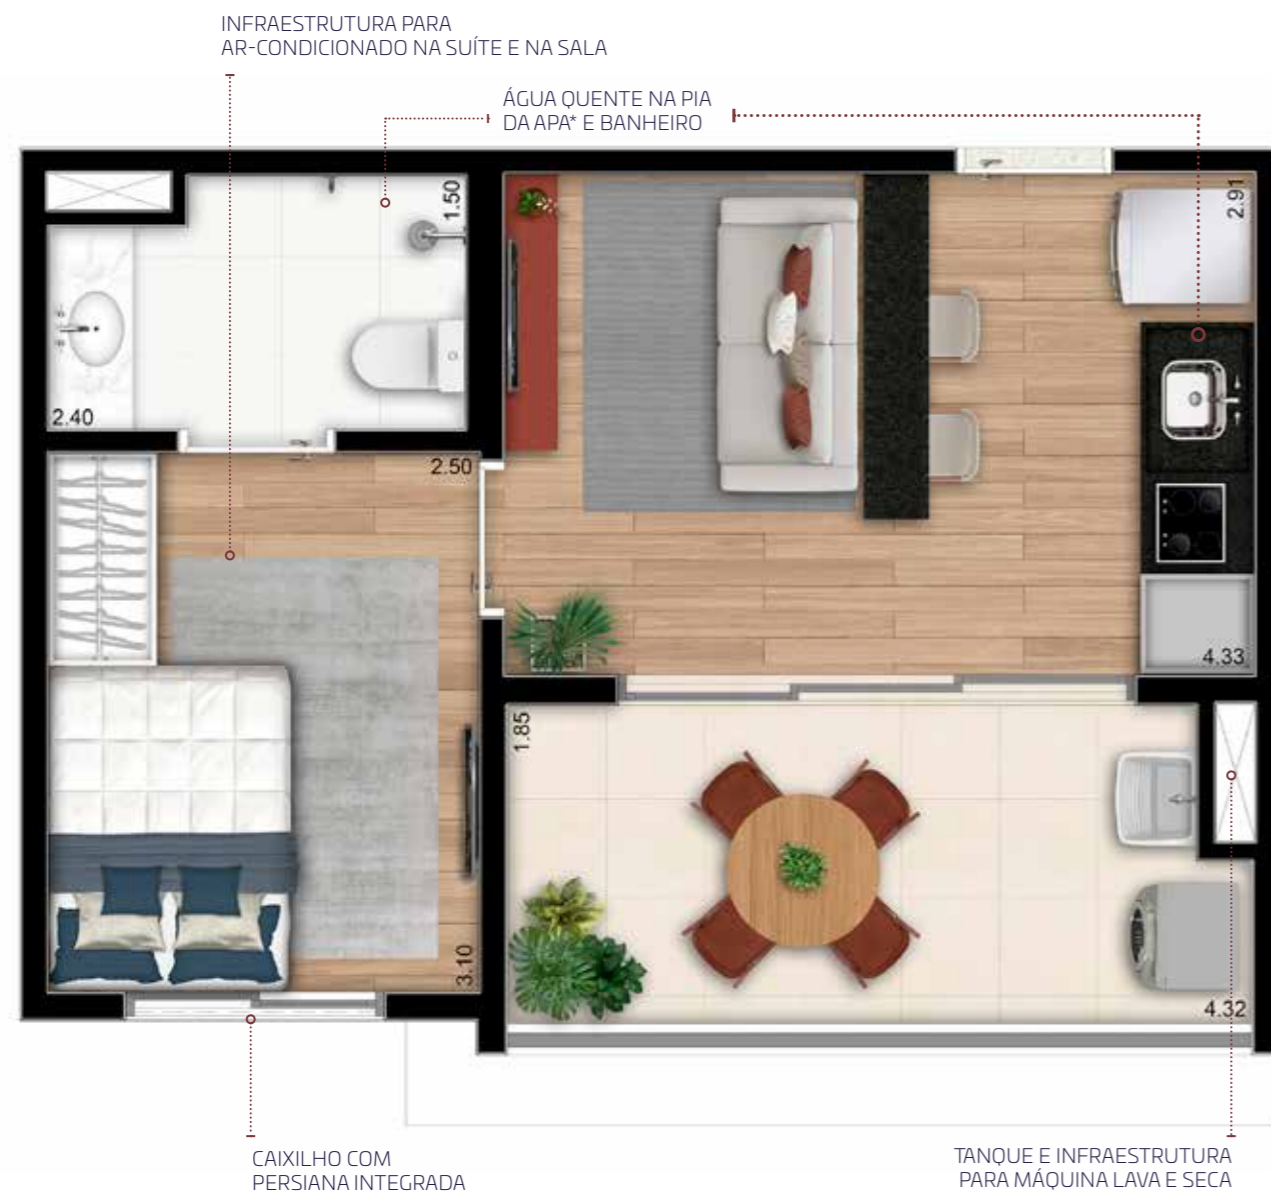 INFRAESTRUTURA PARA
AR-CONDICIONADO NA SUÍTE E NA SALA
ÁGUA QUENTE NA PIA
DA APA* E BANHEIRO
1.50
2.91
2.40
2.50
4.33
1.85
3.10
4.32
CAIXILHO COM
PERSIANA INTEGRADA
TANQUE E INFRAESTRUTURA
PARA MÁQUINA LAVA E SECA